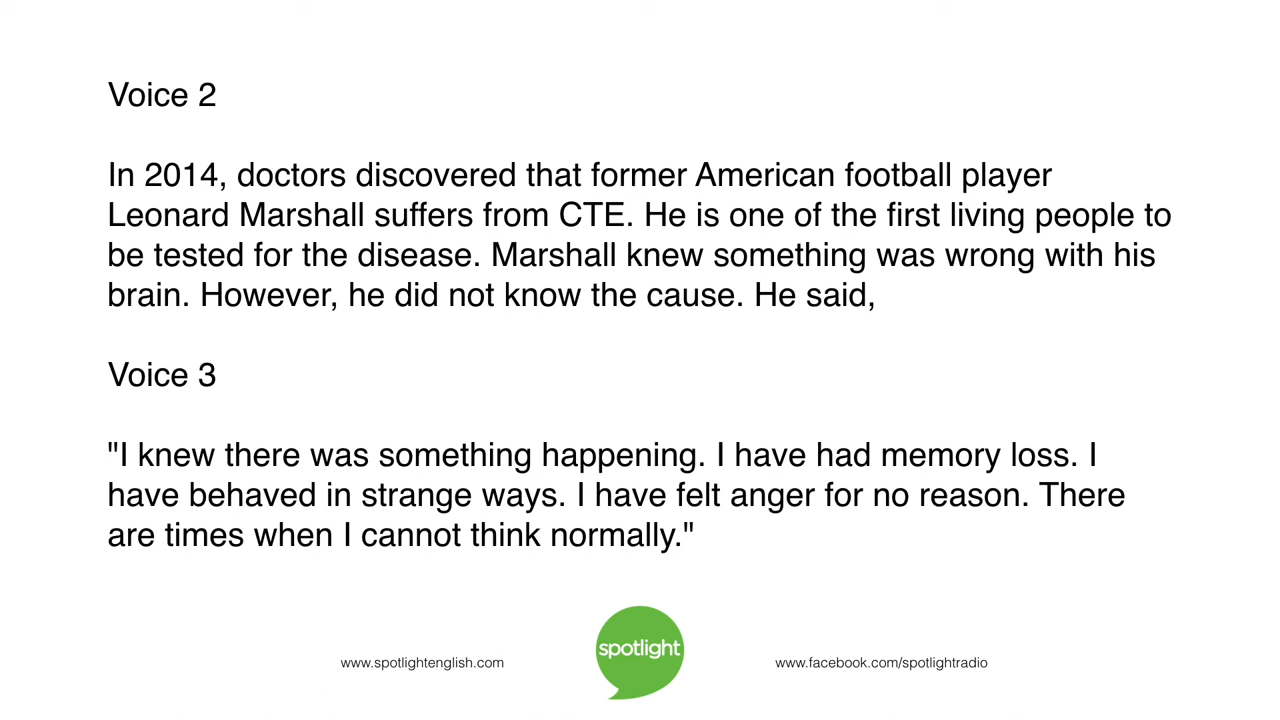 Voice 2
In 2014, doctors discovered that former American football player
Leonard Marshall suffers from CTE. He is one of the first living people to
be tested for the disease. Marshall knew something was wrong with his
brain. However, he did not know the cause. He said,
Voice 3
"I knew there was something happening. I have had memory loss. I
have behaved in strange ways. I have felt anger for no reason. There
are times when I cannot think normally."
www.spotlightenglish.com
spotlight
www.facebook.com/spotlightradio